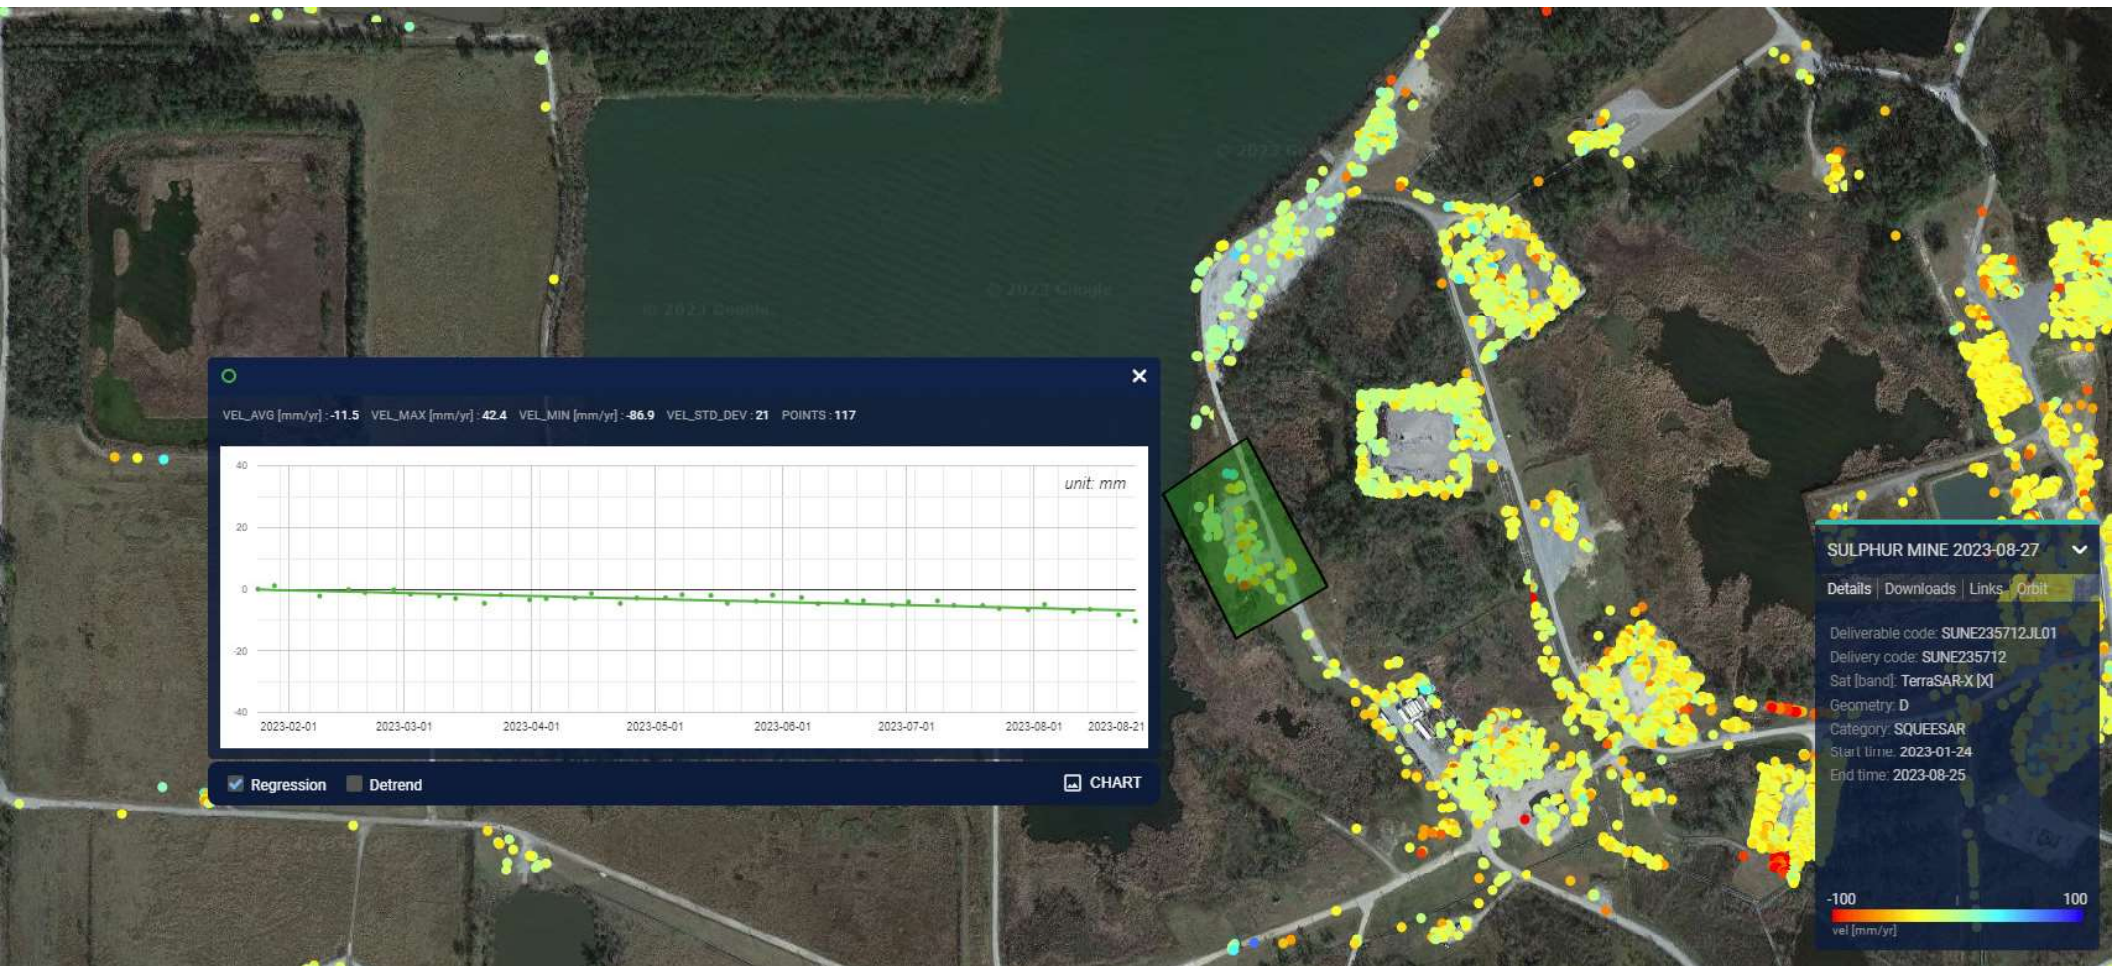 © 2023 Google
© 2023 Google
VEL_AVG [mm/yr] : -11.5 VEL_MAX [mm/yr] : 42.4 VEL_MIN [mm/yr] : -86.9 VEL_STD_DEV : 21 POINTS : 117
unit: mm
40
20
0
-20
-40
2023-02-01 2023-03-01 2023-04-01 2023-05-01 2023-06-01 2023-07-01 2023-08-01 2023-08-21
Regression Detrend CHART
SULPHUR MINE 2023-08-27
Details | Downloads | Links Orbit
Deliverable code: SUNE235712JL01
Delivery code: SUNE235712
Sat [band]: TerraSAR-X [X]
Geometry: D
Category: SQUEESAR
Start time: 2023-01-24
End time: 2023-08-25
-100 100
vel [mm/yr]